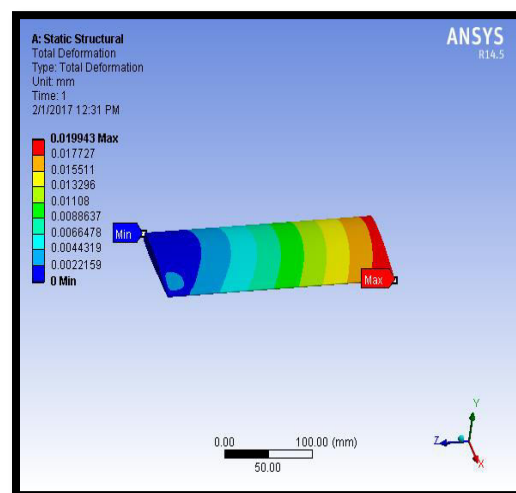 A: Static Structural
Total Deformation
Type: Total Deformation
Unit: mm
Time: 1
2/1/2017 12:31 PM
ANSYS
R14.5
0.019943 Max
0.017727
0.015511
0.013296
0.01108
0.0088637
0.0066478
0.0044319
0.0022159
0 Min
Min
Max
0.00 100.00 (mm)
50.00
Y
Z
X